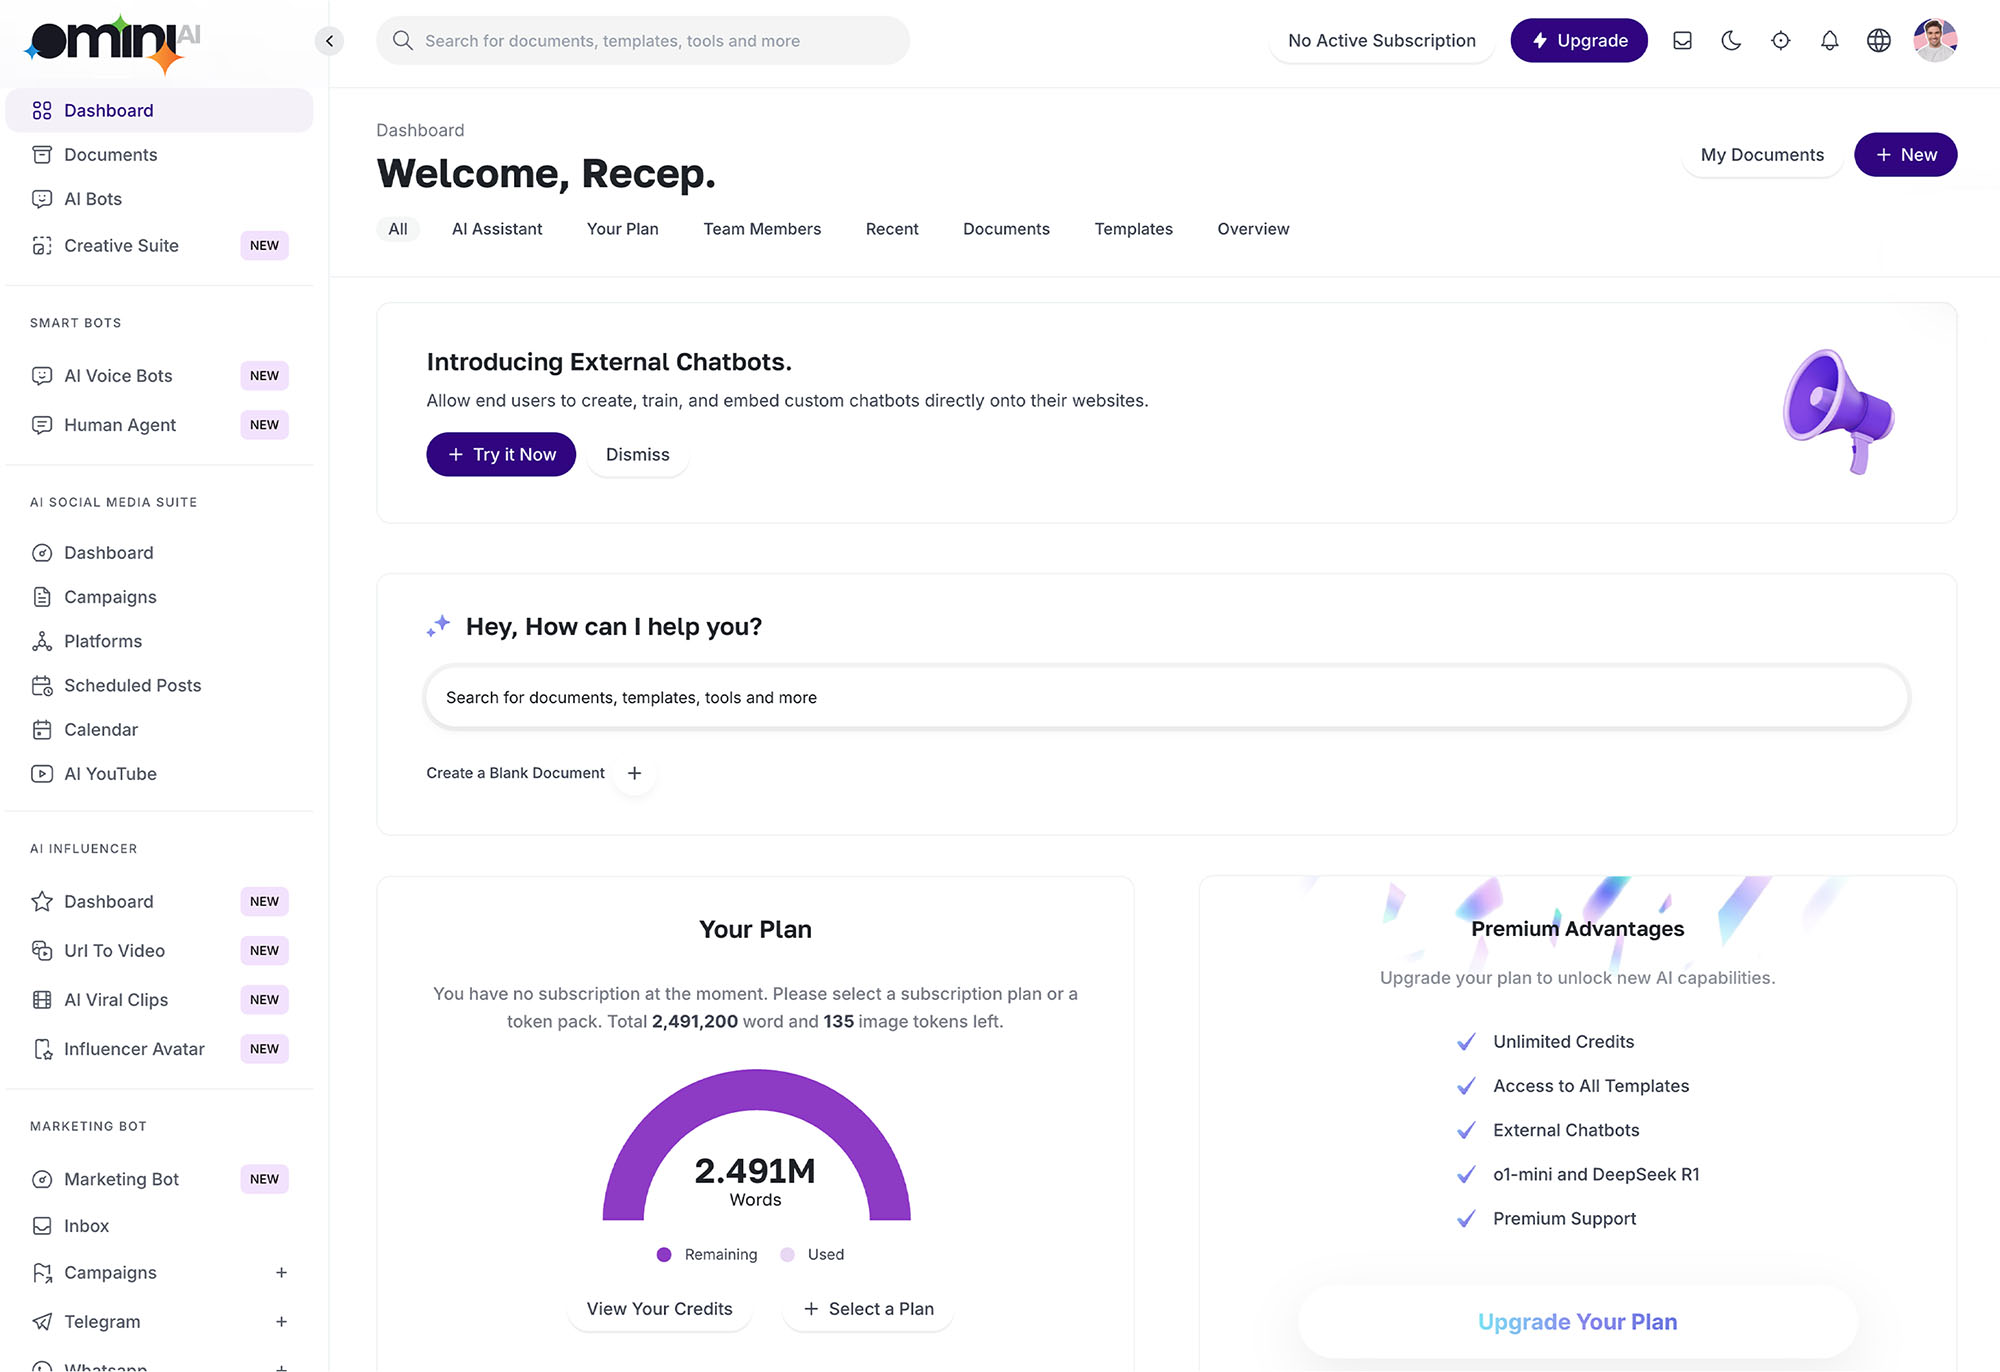 ominiAI
Search for documents, templates, tools and more
No Active Subscription
Upgrade
Dashboard
Documents
AI Bots
Creative Suite NEW
SMART BOTS
AI Voice Bots NEW
Human Agent NEW
AI SOCIAL MEDIA SUITE
Dashboard
Campaigns
Platforms
Scheduled Posts
Calendar
AI YouTube
AI INFLUENCER
Dashboard NEW
Url To Video NEW
AI Viral Clips NEW
Influencer Avatar NEW
MARKETING BOT
Marketing Bot NEW
Inbox
Campaigns +
Telegram +
Whatsapp +
Dashboard
Welcome, Recep.
My Documents
+ New
All AI Assistant Your Plan Team Members Recent Documents Templates Overview
Introducing External Chatbots.
Allow end users to create, train, and embed custom chatbots directly onto their websites.
+ Try it Now Dismiss
Hey, How can I help you?
Search for documents, templates, tools and more
Create a Blank Document +
Your Plan
You have no subscription at the moment. Please select a subscription plan or a
token pack. Total 2,491,200 word and 135 image tokens left.
2.491M
Words
Remaining Used
View Your Credits + Select a Plan
Premium Advantages
Upgrade your plan to unlock new AI capabilities.
Unlimited Credits
Access to All Templates
External Chatbots
o1-mini and DeepSeek R1
Premium Support
Upgrade Your Plan